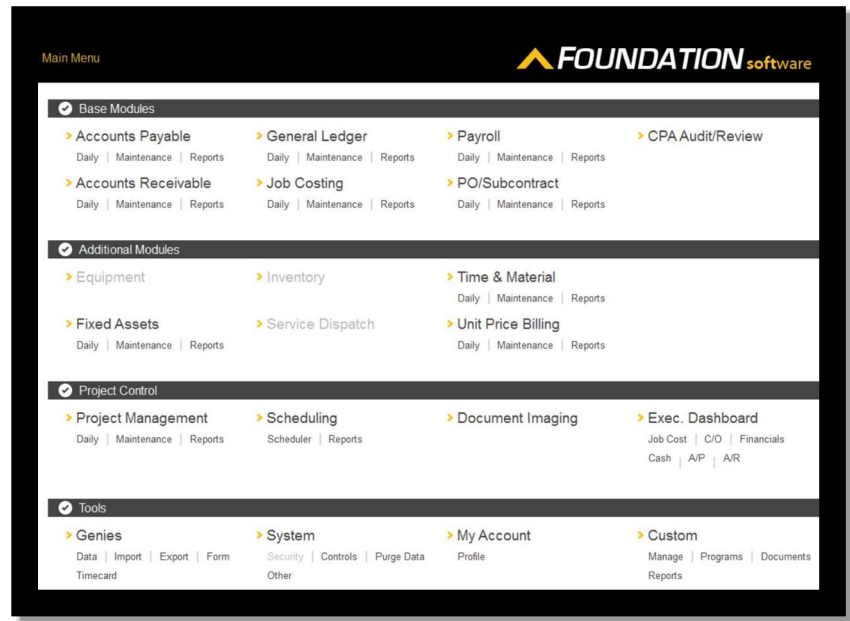 Main Menu
FOUNDATION software
Base Modules
> Accounts Payable > General Ledger > Payroll > CPA Audit/Review
Daily | Maintenance | Reports Daily | Maintenance | Reports Daily | Maintenance | Reports
> Accounts Receivable > Job Costing > PO/Subcontract
Daily | Maintenance | Reports Daily | Maintenance | Reports Daily | Maintenance | Reports
Additional Modules
> Equipment > Inventory > Time & Material
Daily | Maintenance | Reports
> Fixed Assets > Service Dispatch > Unit Price Billing
Daily | Maintenance | Reports Daily | Maintenance | Reports
Project Control
> Project Management > Scheduling > Document Imaging > Exec. Dashboard
Daily | Maintenance | Reports Scheduler | Reports Job Cost | C/O | Financials
Cash | A/P | A/R
Tools
> Genies > System > My Account > Custom
Data | Import | Export | Form Security | Controls | Purge Data Profile Manage | Programs | Documents
Timecard Other Reports